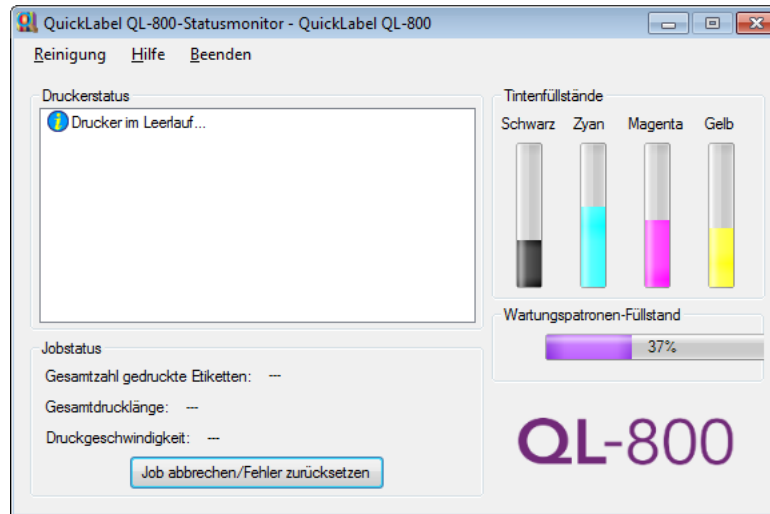 QuickLabel QL-800-Statusmonitor - QuickLabel QL-800
Reinigung Hilfe Beenden
Druckerstatus
Drucker im Leerlauf...
Tintenfüllstände
Schwarz Zyan Magenta Gelb
Wartungspatronen-Füllstand
37%
Jobstatus
Gesamtzahl gedruckte Etiketten: ---
Gesamtdrucklänge: ---
Druckgeschwindigkeit: ---
Job abbrechen/Fehler zurücksetzen
QL-800